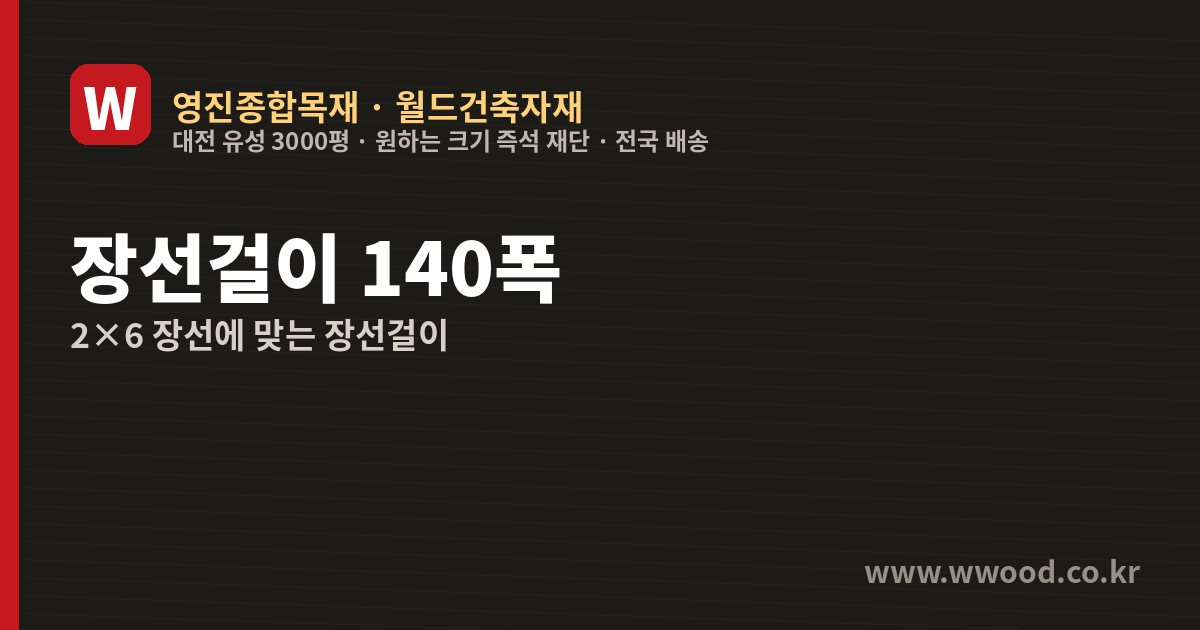 W
영진종합목재 · 월드건축자재
대전 유성 3000평 · 원하는 크기 즉석 재단 · 전국 배송
장선걸이 140폭
2×6 장선에 맞는 장선걸이
www.wwood.co.kr